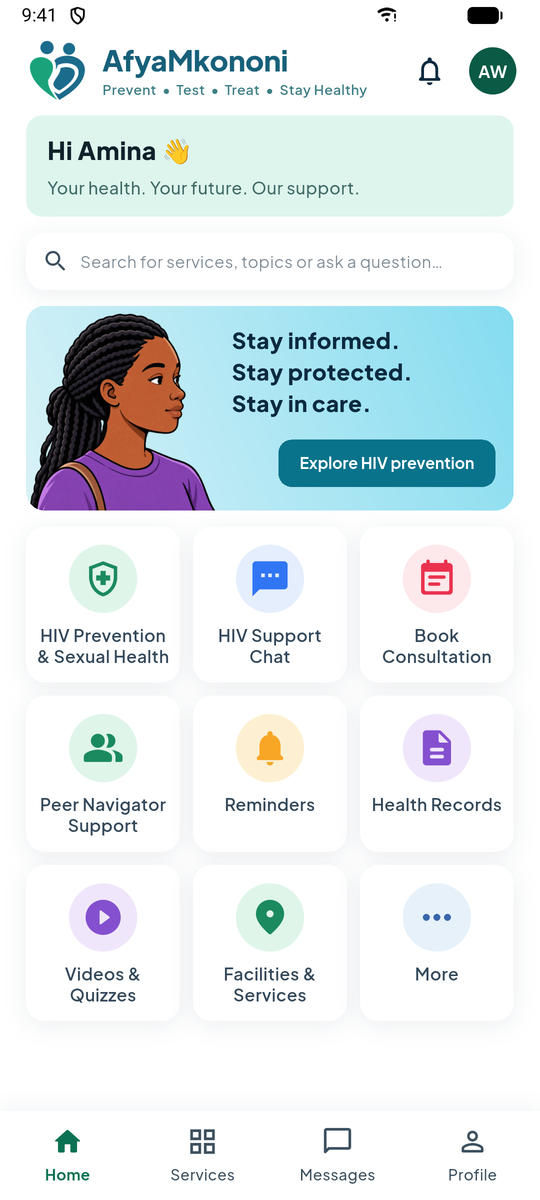 9:41
AfyaMkononi
Prevent • Test • Treat • Stay Healthy
AW
Hi Amina 👋
Your health. Your future. Our support.
Search for services, topics or ask a question...
Stay informed.
Stay protected.
Stay in care.
Explore HIV prevention
HIV Prevention
& Sexual Health
HIV Support
Chat
Book
Consultation
Peer Navigator
Support
Reminders
Health Records
Videos &
Quizzes
Facilities &
Services
More
Home
Services
Messages
Profile